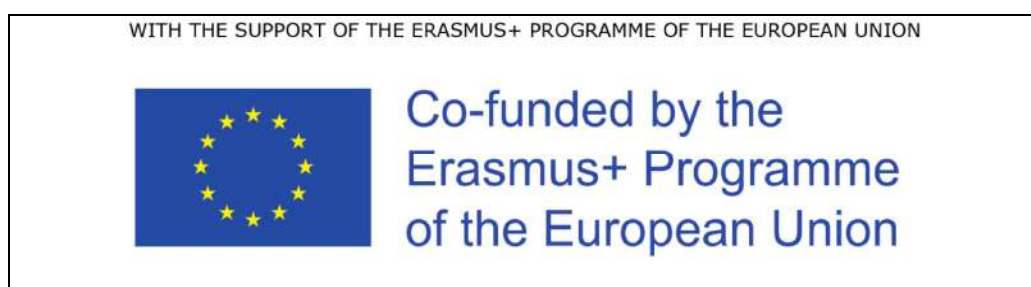 WITH THE SUPPORT OF THE ERASMUS+ PROGRAMME OF THE EUROPEAN UNION
Co-funded by the
Erasmus+ Programme
of the European Union